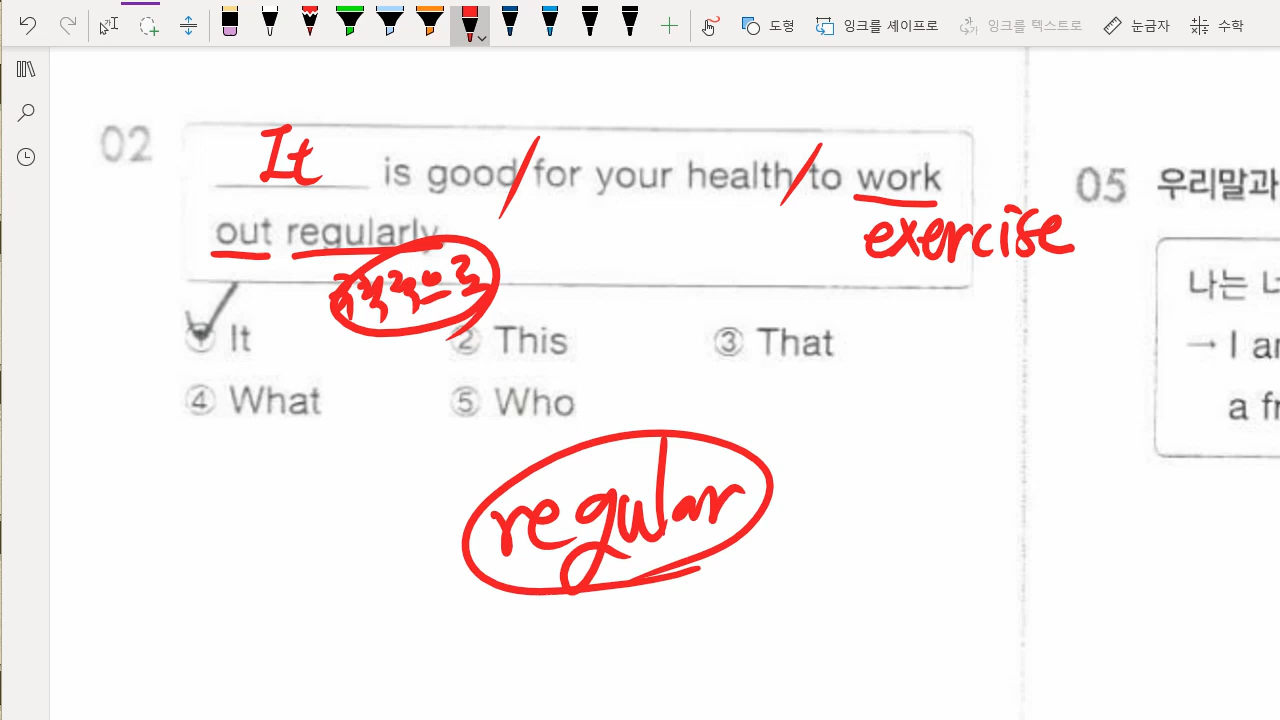 도형 잉크를 셰이프로 잉크를 텍스트로 눈금자 수학
02
It is good / for your health / to work
out regularly
exercise
규칙적으로
① It ② This ③ That
④ What ⑤ Who
regular
05 우리말과
나는 너
→ I am
a fr